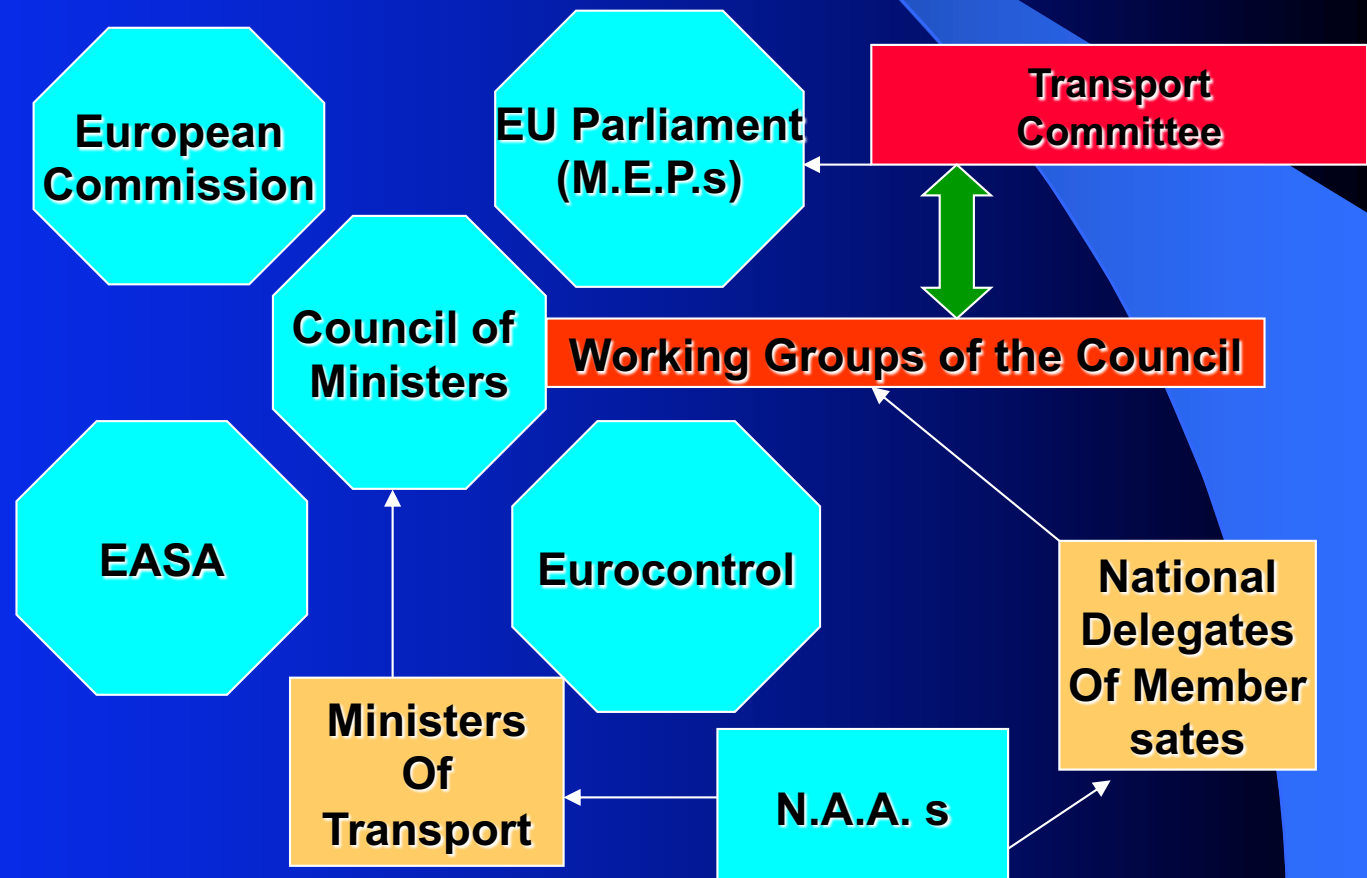 European
Commission
EU Parliament
(M.E.P.s)
Transport
Committee
Council of
Ministers
Working Groups of the Council
EASA
Eurocontrol
National
Delegates
Of Member
sates
Ministers
Of
Transport
N.A.A. s